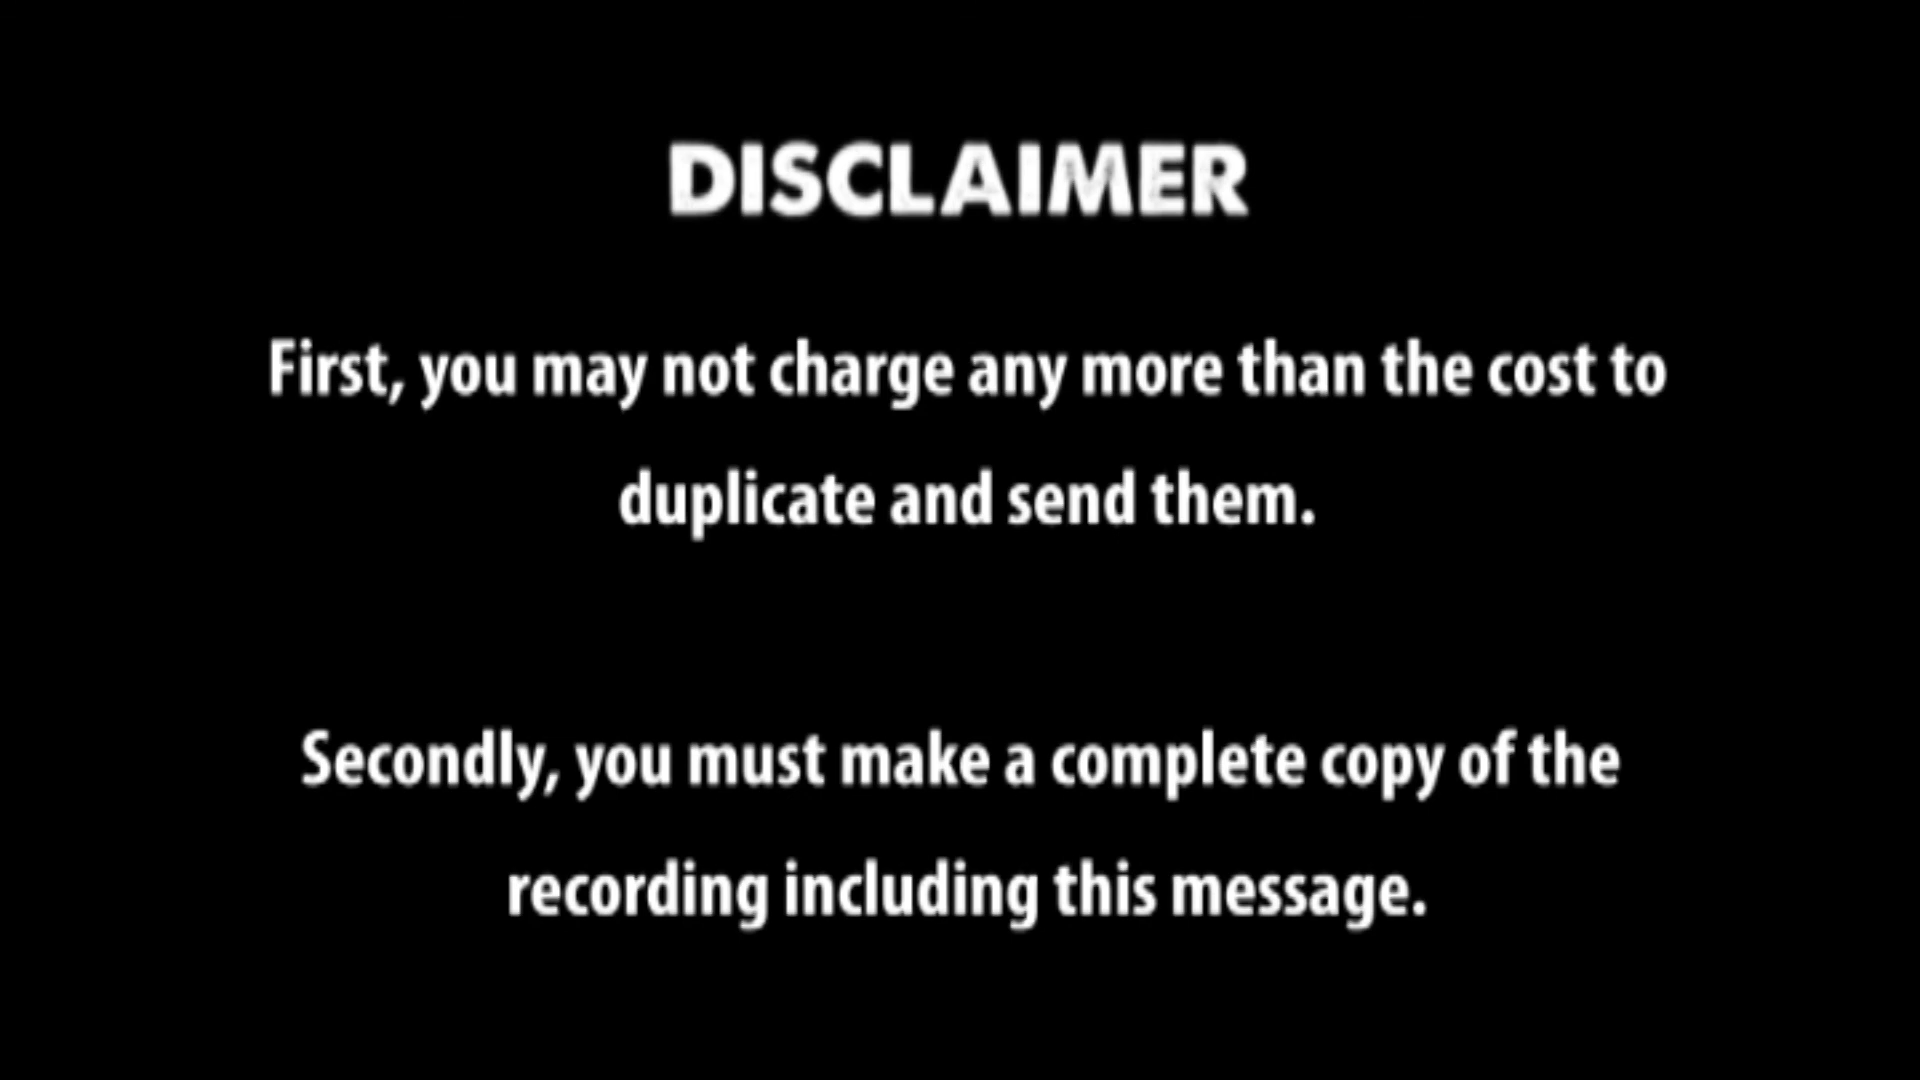 DISCLAIMER
First, you may not charge any more than the cost to
duplicate and send them.
Secondly, you must make a complete copy of the
recording including this message.